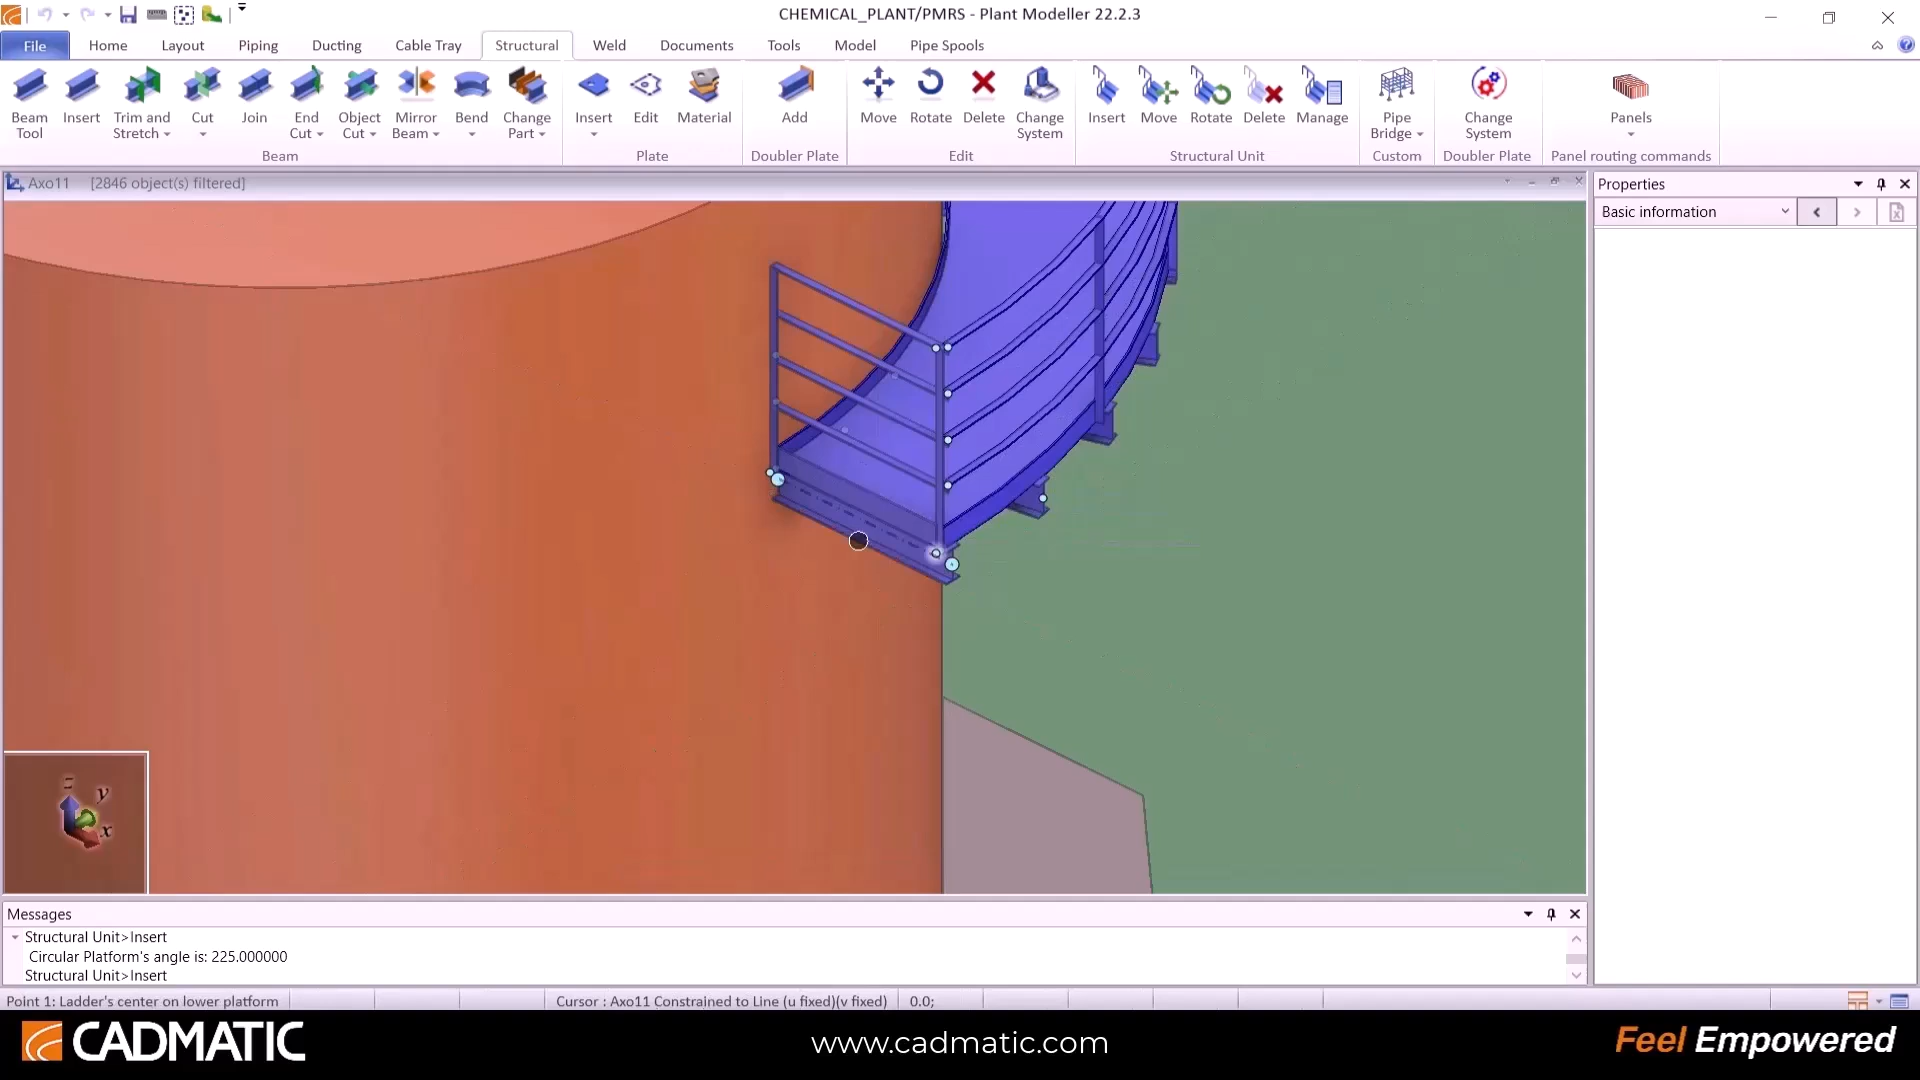 CHEMICAL_PLANT/PMRS - Plant Modeller 22.2.3
File Home Layout Piping Ducting Cable Tray Structural Weld Documents Tools Model Pipe Spools
Beam Tool Insert Trim and Stretch Cut Join End Cut Object Cut Mirror Beam Bend Change Part Insert Edit Material Add Move Rotate Delete Change System Insert Move Rotate Delete Manage Pipe Bridge Change System Panels
Beam Plate Doubler Plate Edit Structural Unit Custom Doubler Plate Panel routing commands
Axo11 [2846 object(s) filtered]
Properties
Basic information
z
y
x
Messages
Structural Unit>Insert
Circular Platform's angle is: 225.000000
Structural Unit>Insert
Point 1: Ladder's center on lower platform Cursor : Axo11 Constrained to Line (u fixed)(v fixed) 0.0;
CADMATIC www.cadmatic.com Feel Empowered